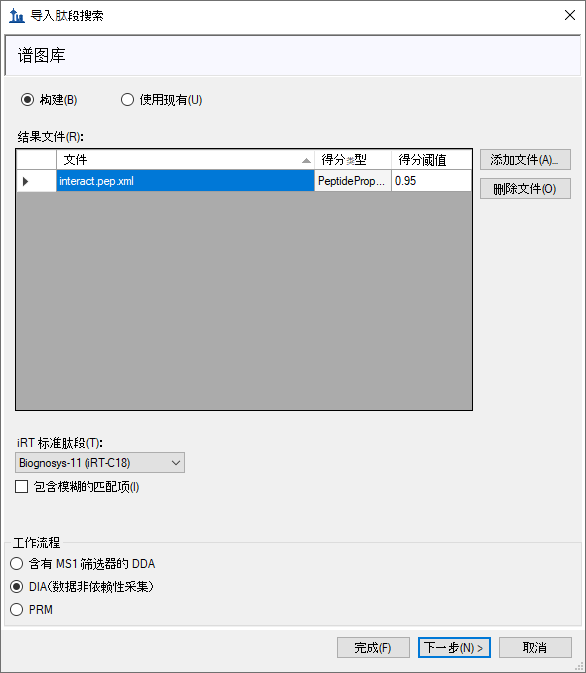 导入肽段搜索
谱图库
构建(B) 使用现有(U)
结果文件(R):
文件 得分类型 得分阈值
interact.pep.xml PeptideProp... 0.95
添加文件(A)...
删除文件(O)
iRT 标准肽段(T):
Biognosys-11 (iRT-C18)
包含模糊的匹配项(I)
工作流程
含有 MS1 筛选器的 DDA
DIA(数据非依赖性采集)
PRM
完成(F) 下一步(N) > 取消